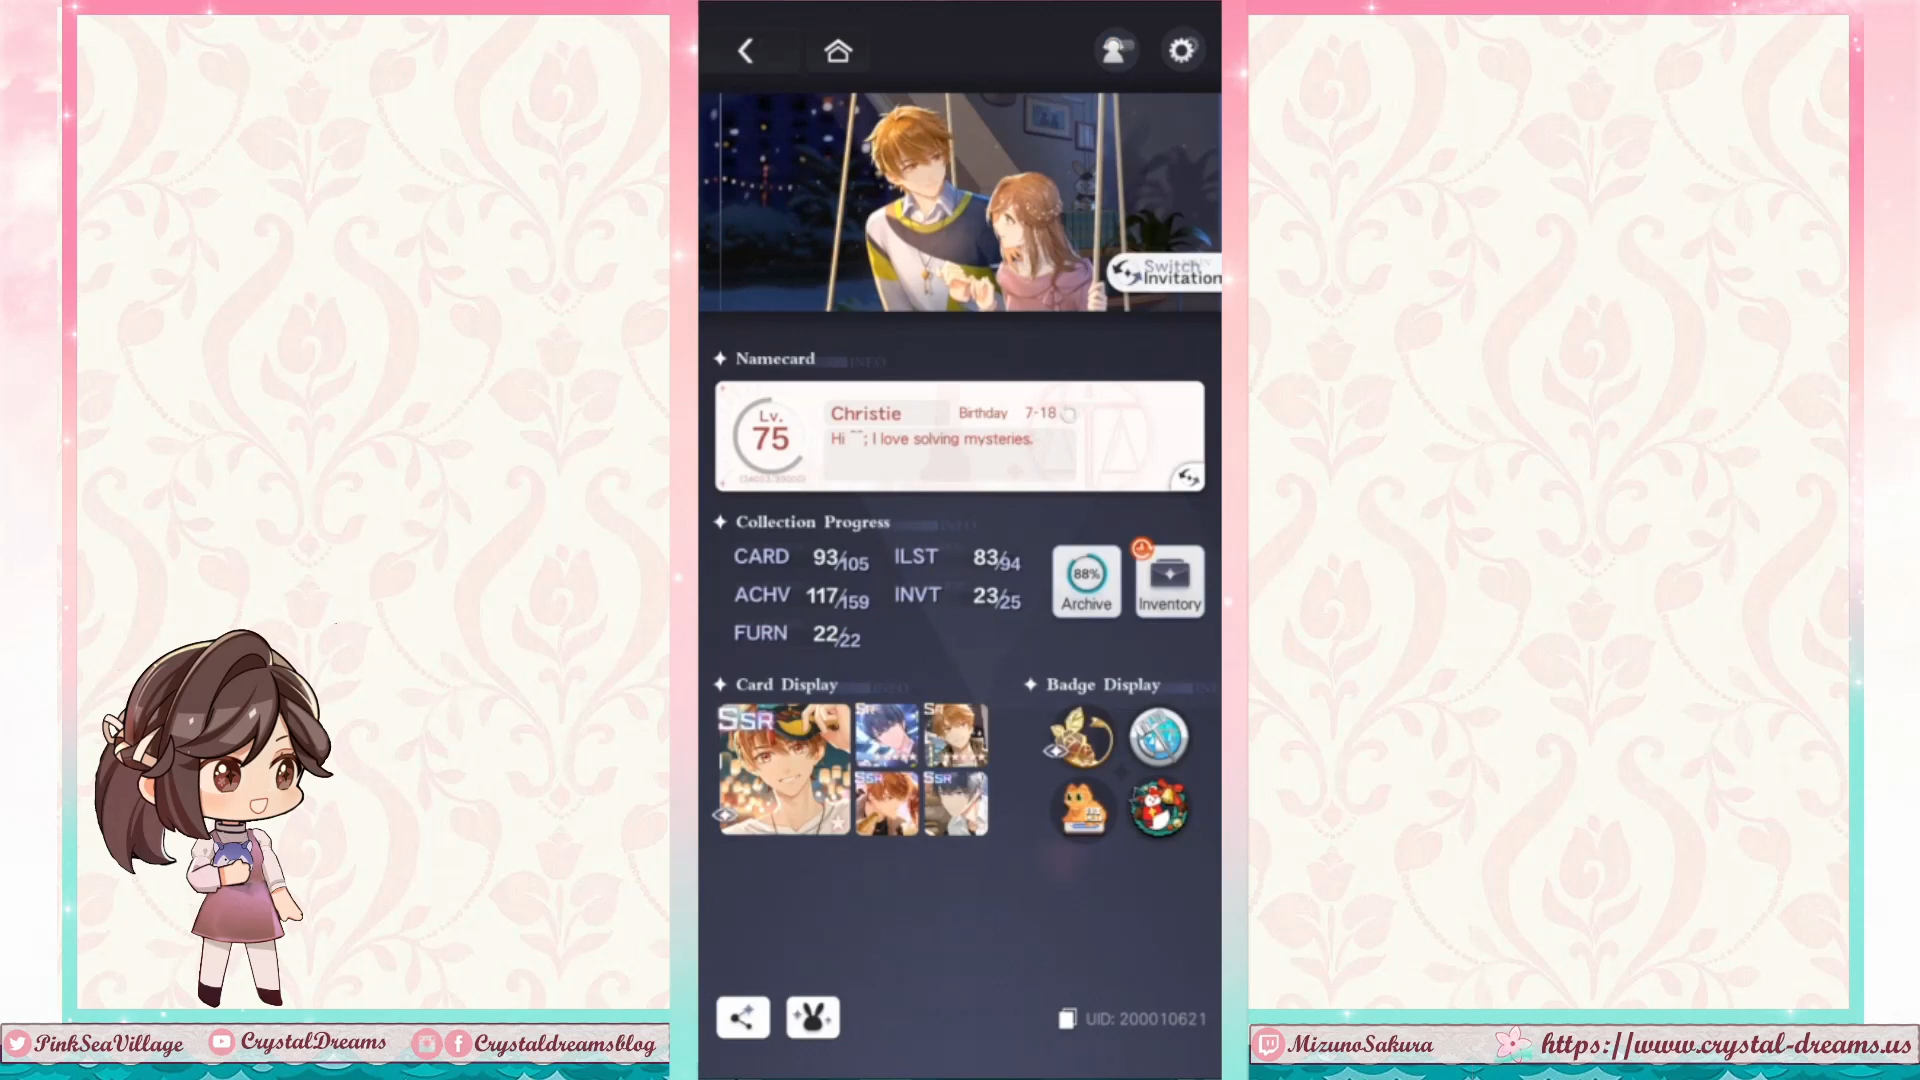 Switch
Invitation
Namecard
Lv.
75
Christie
Birthday 7-18
Hi ^^; I love solving mysteries.
Collection Progress
CARD 93/105 ILST 83/94
ACHV 117/159 INVT 23/25
FURN 22/22
88%
Archive
Inventory
Card Display
Badge Display
SSR
SR
SR
SSR
SSR
UID: 200010621
PinkSeaVillage
CrystalDreams
Crystaldreamsblog
MizunoSakura
https://www.crystal-dreams.us